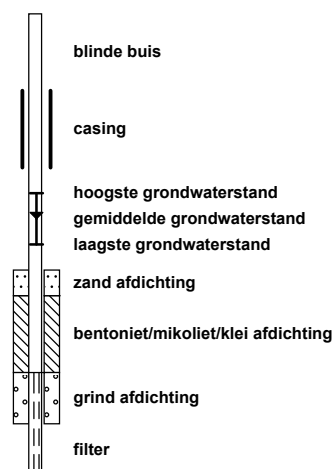 blinde buis
casing
hoogste grondwaterstand
gemiddelde grondwaterstand
laagste grondwaterstand
zand afdichting
bentoniet/mikoliet/klei afdichting
grind afdichting
filter